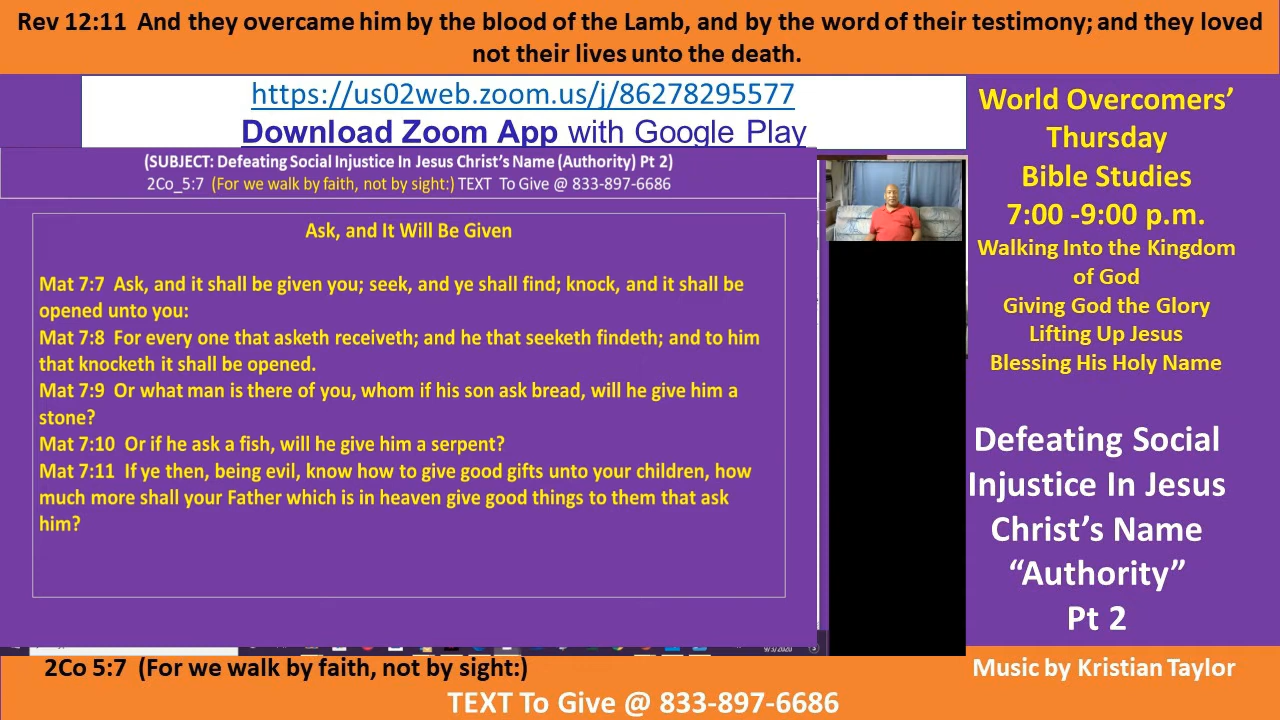 Rev 12:11  And they overcame him by the blood of the Lamb, and by the word of their testimony; and they loved
not their lives unto the death.
https://us02web.zoom.us/j/86278295577
Download Zoom App with Google Play
(SUBJECT: Defeating Social Injustice In Jesus Christ's Name (Authority) Pt 2)
2Co_5:7  (For we walk by faith, not by sight:) TEXT  To Give @ 833-897-6686
Ask, and It Will Be Given
Mat 7:7  Ask, and it shall be given you; seek, and ye shall find; knock, and it shall be
opened unto you:
Mat 7:8  For every one that asketh receiveth; and he that seeketh findeth; and to him
that knocketh it shall be opened.
Mat 7:9  Or what man is there of you, whom if his son ask bread, will he give him a
stone?
Mat 7:10  Or if he ask a fish, will he give him a serpent?
Mat 7:11  If ye then, being evil, know how to give good gifts unto your children, how
much more shall your Father which is in heaven give good things to them that ask
him?
9/3/2020
World Overcomers'
Thursday
Bible Studies
7:00 -9:00 p.m.
Walking Into the Kingdom
of God
Giving God the Glory
Lifting Up Jesus
Blessing His Holy Name
Defeating Social
Injustice In Jesus
Christ's Name
“Authority”
Pt 2
2Co 5:7  (For we walk by faith, not by sight:)
Music by Kristian Taylor
TEXT To Give @ 833-897-6686